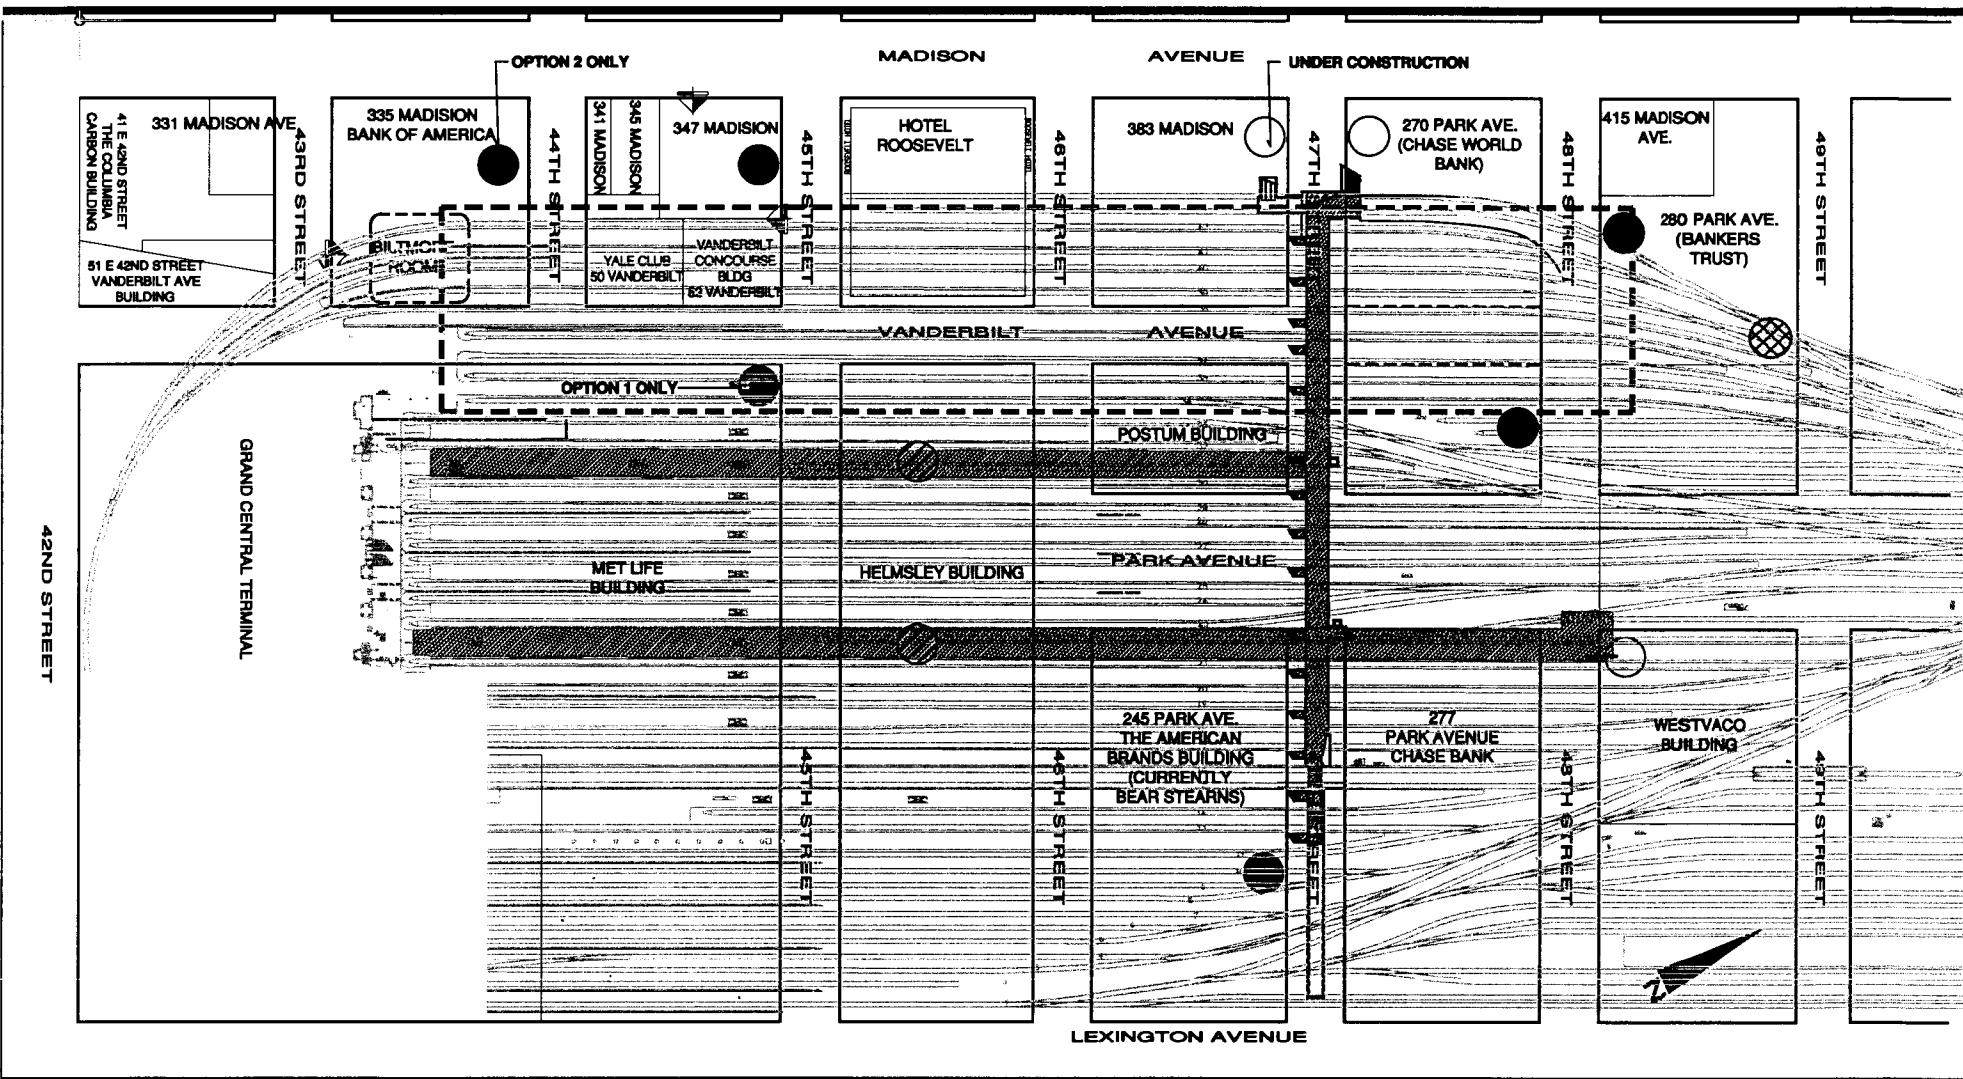 MADISON AVENUE
OPTION 2 ONLY
UNDER CONSTRUCTION
41 E 42ND STREET
THE COLUMBIA
CARBON BUILDING
331 MADISON AVE
51 E 42ND STREET
VANDERBILT AVE
BUILDING
43RD STREET
335 MADISION
BANK OF AMERICA
BILTMORE
ROOM
44TH STREET
341 MADISON
345 MADISON
347 MADISION
YALE CLUB
50 VANDERBILT
VANDERBILT
CONCOURSE
BLDG
52 VANDERBILT
45TH STREET
HOTEL
ROOSEVELT
46TH STREET
383 MADISON
47TH
270 PARK AVE.
(CHASE WORLD
BANK)
48TH STREET
415 MADISON
AVE.
280 PARK AVE.
(BANKERS
TRUST)
49TH STREET
VANDERBILT AVENUE
OPTION 1 ONLY
POSTUM BUILDING
42ND STREET
GRAND CENTRAL TERMINAL
MET LIFE
BUILDING
HELMSLEY BUILDING
PARK AVENUE
245 PARK AVE.
THE AMERICAN
BRANDS BUILDING
(CURRENTLY
BEAR STEARNS)
277
PARK AVENUE
CHASE BANK
WESTVACO
BUILDING
45TH STREET
46TH STREET
STREET
48TH STREET
49TH STREET
N
LEXINGTON AVENUE